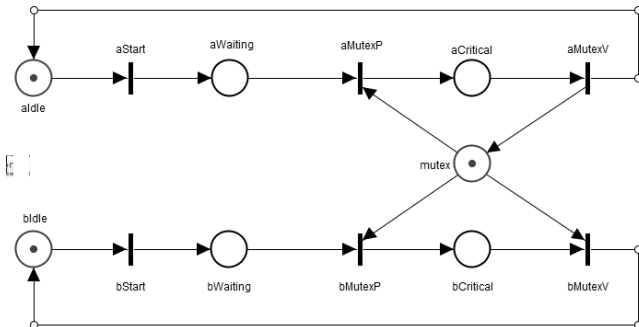 aStart
aWaiting
aMutexP
aCritical
aMutexV
aIdle
mutex
bIdle
bStart
bWaiting
bMutexP
bCritical
bMutexV